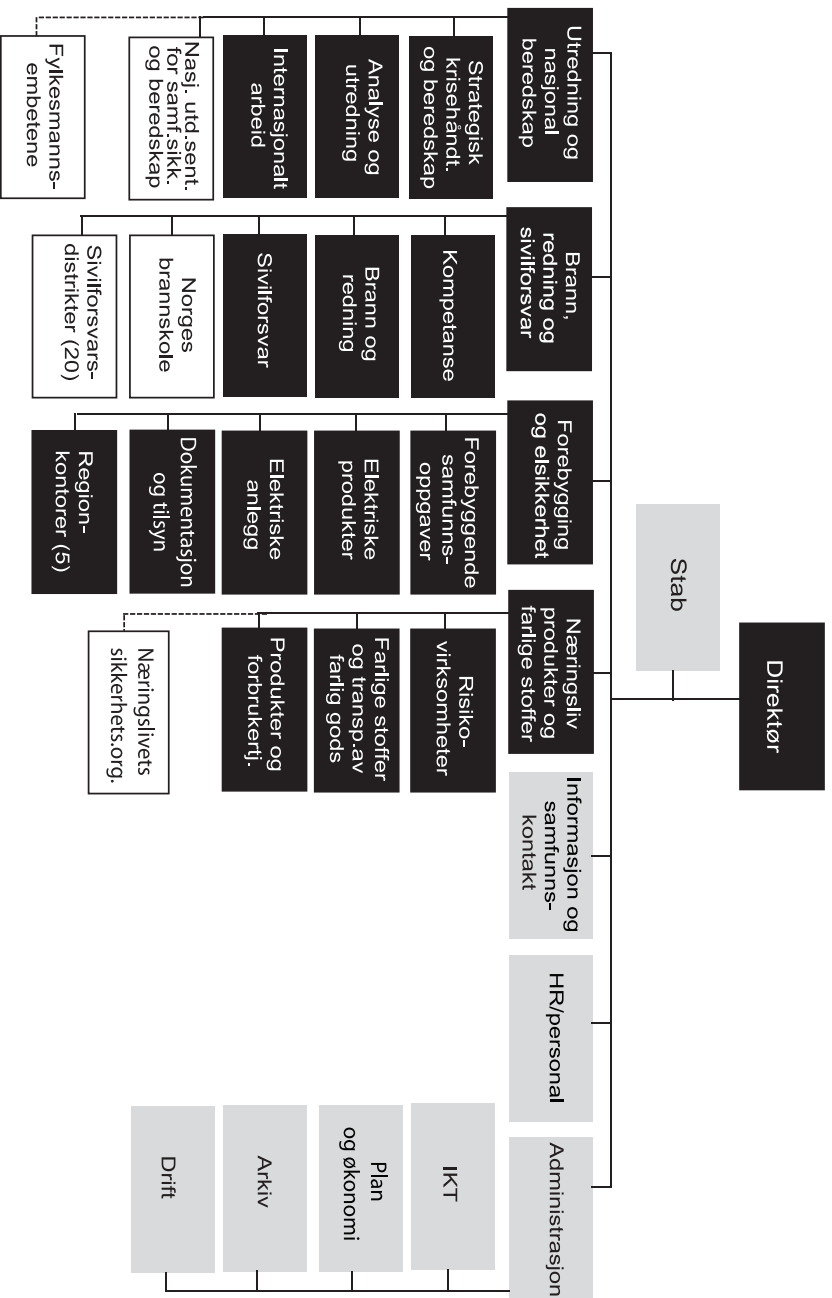 Direktør
Stab
Utredning og
nasjonal
beredskap
Strategisk
krisehåndt.
og beredskap
Analyse og
utredning
Internasjonalt
arbeid
Nasj. utd.sent.
for samf.sikk.
og beredskap
Fylkesmanns-
embetene
Brann,
redning og
sivilforsvar
Kompetanse
Brann og
redning
Sivilforsvar
Norges
brannskole
Sivilforsvars-
distrikter (20)
Forebygging
og elsikkerhet
Forebyggende
samfunns-
oppgaver
Elektriske
produkter
Elektriske
anlegg
Dokumentasjon
og tilsyn
Region-
kontorer (5)
Næringsliv
produkter og
farlige stoffer
Risiko-
virksomheter
Farlige stoffer
og transp.av
farlig gods
Produkter og
forbrukertj.
Næringslivets
sikkerhets.org.
Informasjon og
samfunns-
kontakt
HR/personal
Administrasjon
IKT
Plan
og økonomi
Arkiv
Drift